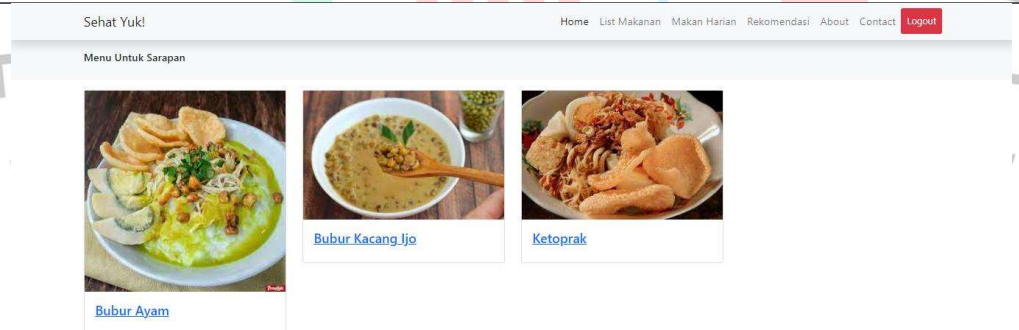 Sehat Yuk!
Home List Makanan Makan Harian Rekomendasi About Contact Logout
Menu Untuk Sarapan
Bubur Kacang Ijo
Ketoprak
Bubur Ayam